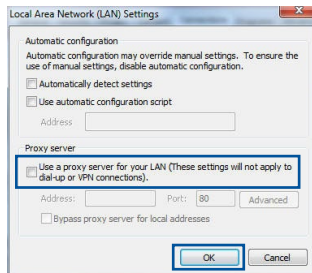 Local Area Network (LAN) Settings
Automatic configuration
Automatic configuration may override manual settings. To ensure the
use of manual settings, disable automatic configuration.
Automatically detect settings
Use automatic configuration script
Address
Proxy server
Use a proxy server for your LAN (These settings will not apply to
dial-up or VPN connections).
Address: Port: 80 Advanced
Bypass proxy server for local addresses
OK Cancel